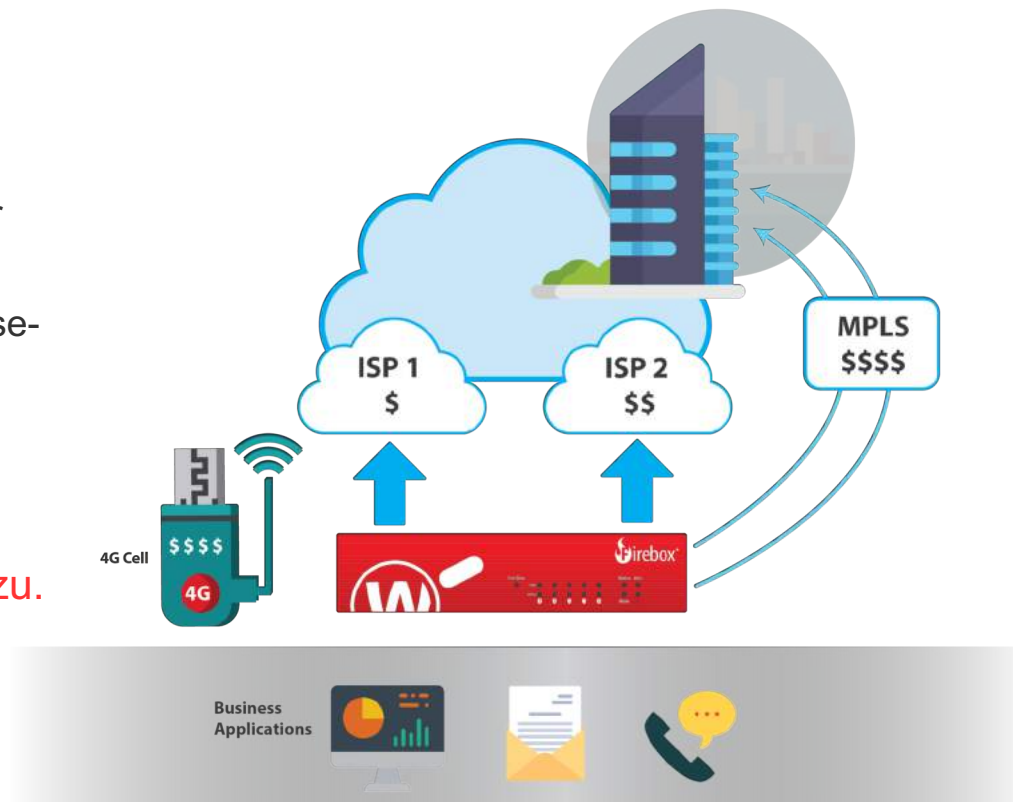 se-
zu.
ISP 1
$
ISP 2
$$
MPLS
$$$$
4G Cell
$$$$
4G
Firebox
W
Business
Applications